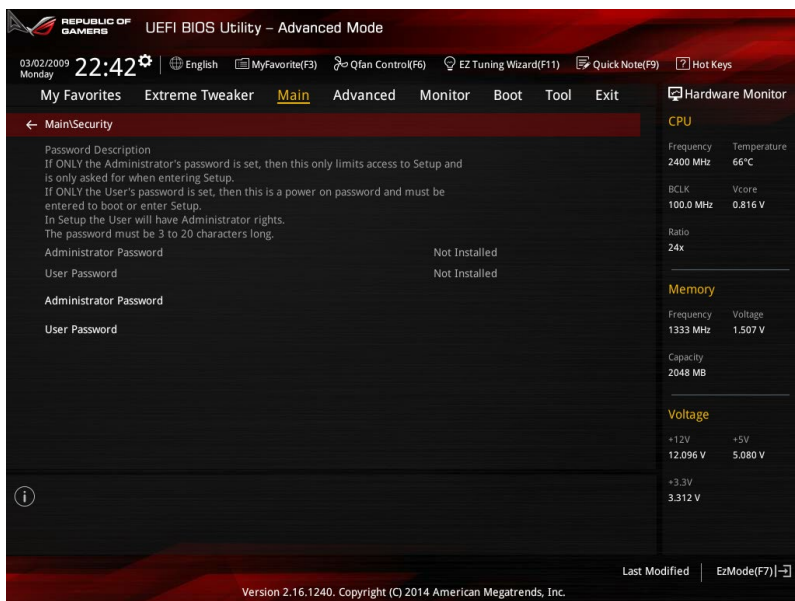 REPUBLIC OF
GAMERS
UEFI BIOS Utility – Advanced Mode
03/02/2009
Monday
22:42
English
MyFavorite(F3)
Qfan Control(F6)
EZ Tuning Wizard(F11)
Quick Note(F9)
? Hot Keys
My Favorites
Extreme Tweaker
Main
Advanced
Monitor
Boot
Tool
Exit
Hardware Monitor
← Main\Security
Password Description
If ONLY the Administrator's password is set, then this only limits access to Setup and
is only asked for when entering Setup.
If ONLY the User's password is set, then this is a power on password and must be
entered to boot or enter Setup.
In Setup the User will have Administrator rights.
The password must be 3 to 20 characters long.
Administrator Password Not Installed
User Password Not Installed
Administrator Password
User Password
CPU
Frequency Temperature
2400 MHz 66°C
BCLK Vcore
100.0 MHz 0.816 V
Ratio
24x
Memory
Frequency Voltage
1333 MHz 1.507 V
Capacity
2048 MB
Voltage
+12V +5V
12.096 V 5.080 V
+3.3V
3.312 V
i
Last Modified
EzMode(F7)
Version 2.16.1240. Copyright (C) 2014 American Megatrends, Inc.